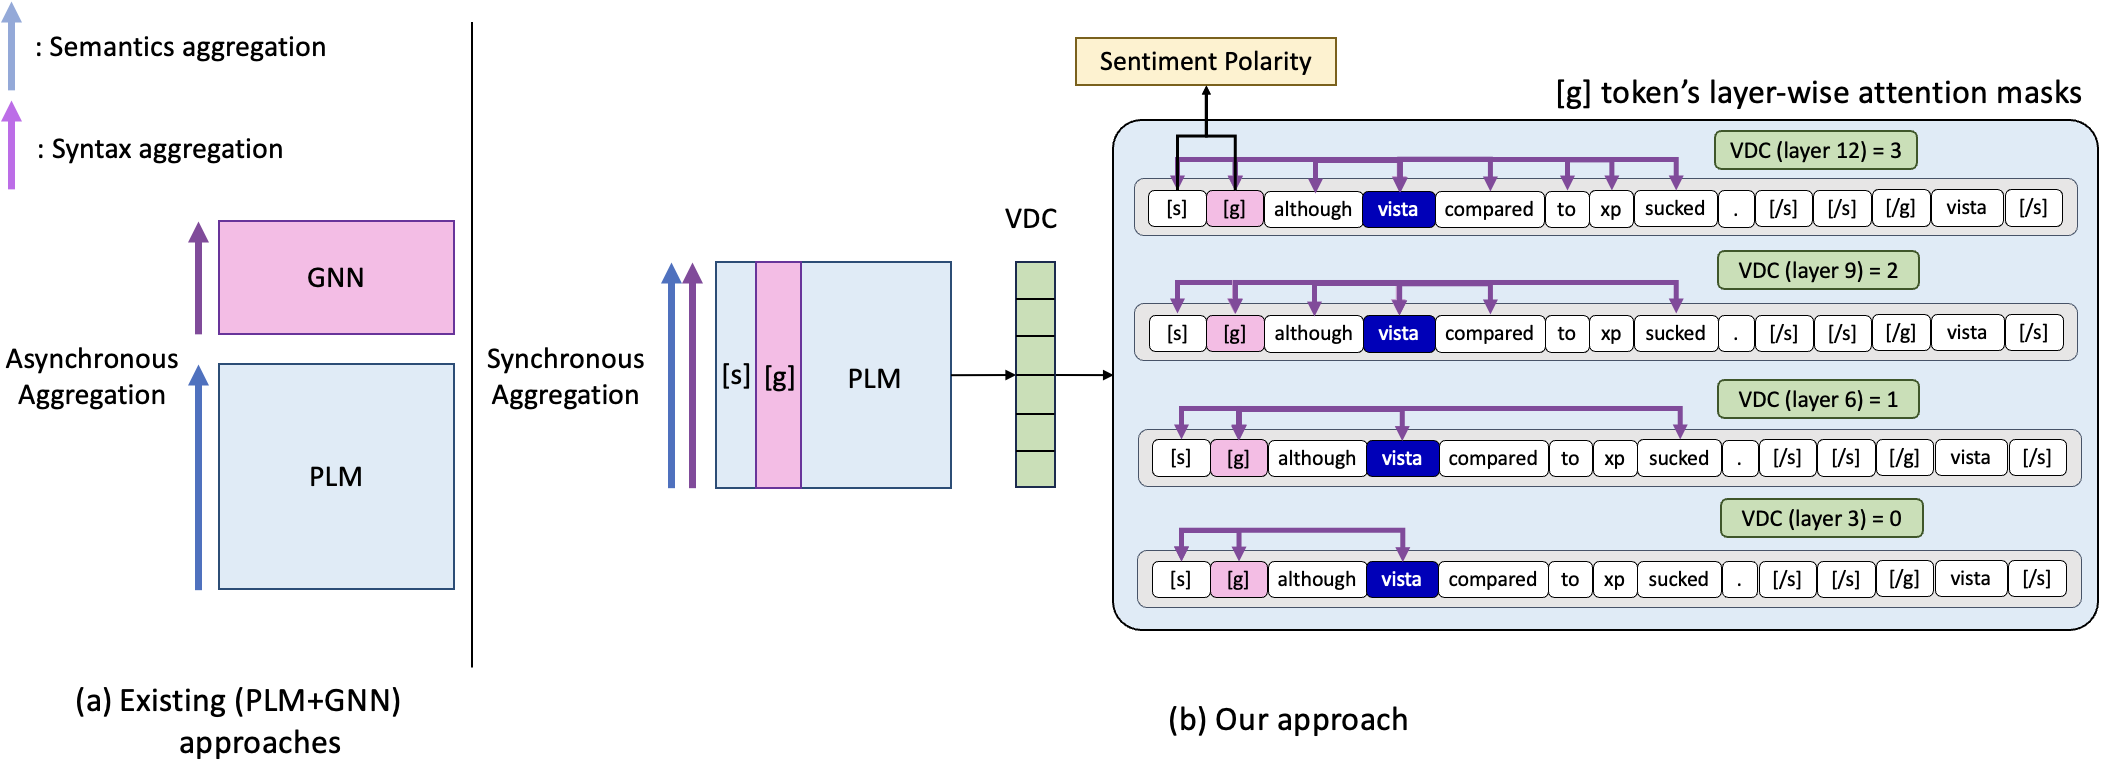 : Semantics aggregation
: Syntax aggregation
GNN
Asynchronous
Aggregation
PLM
(a) Existing (PLM+GNN)
approaches
Synchronous
Aggregation
[s] [g] PLM
VDC
Sentiment Polarity
[g] token's layer-wise attention masks
VDC (layer 12) = 3
[s] [g] although vista compared to xp sucked . [/s] [/s] [/g] vista [/s]
VDC (layer 9) = 2
[s] [g] although vista compared to xp sucked . [/s] [/s] [/g] vista [/s]
VDC (layer 6) = 1
[s] [g] although vista compared to xp sucked . [/s] [/s] [/g] vista [/s]
VDC (layer 3) = 0
[s] [g] although vista compared to xp sucked . [/s] [/s] [/g] vista [/s]
(b) Our approach